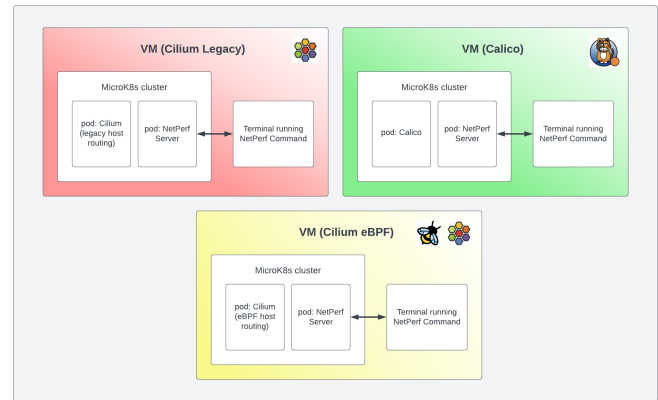 VM (Cilium Legacy)
MicroK8s cluster
pod: Cilium
(legacy host
routing)
pod: NetPerf
Server
Terminal running
NetPerf Command
VM (Calico)
MicroK8s cluster
pod: Calico
pod: NetPerf
Server
Terminal running
NetPerf Command
VM (Cilium eBPF)
MicroK8s cluster
pod: Cilium
(eBPF host
routing)
pod: NetPerf
Server
Terminal running
NetPerf Command